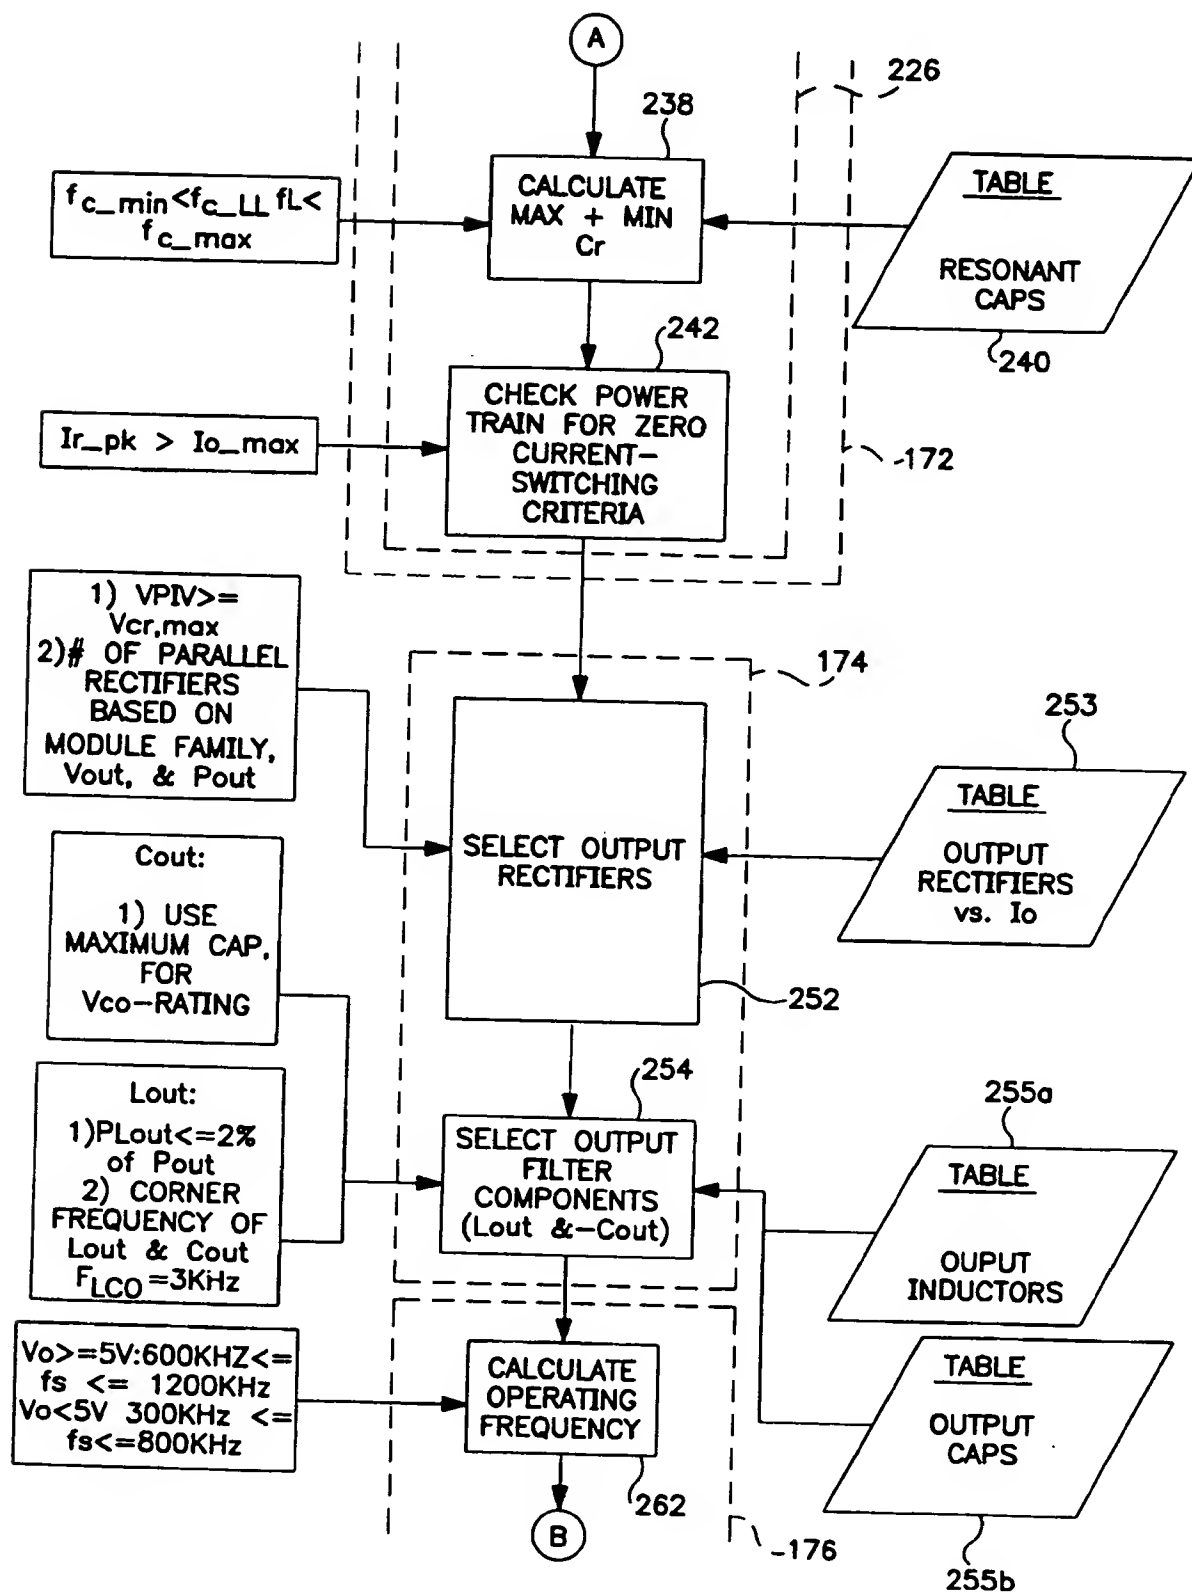 A
226
238
f_c_min<f_c_LL fL<
f_c_max
CALCULATE
MAX + MIN
Cr
TABLE
RESONANT
CAPS
240
242
CHECK POWER
TRAIN FOR ZERO
CURRENT-
SWITCHING
CRITERIA
Ir_pk > Io_max
172
1) VPIV>=
Vcr,max
2)# OF PARALLEL
RECTIFIERS
BASED ON
MODULE FAMILY,
Vout, & Pout
174
253
SELECT OUTPUT
RECTIFIERS
TABLE
OUTPUT
RECTIFIERS
vs. Io
252
Cout:
1) USE
MAXIMUM CAP,
FOR
Vco-RATING
254
Lout:
1)PLout<=2%
of Pout
2) CORNER
FREQUENCY OF
Lout & Cout
FLCO=3KHz
SELECT OUTPUT
FILTER
COMPONENTS
(Lout &-Cout)
255a
TABLE
OUPUT
INDUCTORS
Vo>=5V:600KHZ<=
fs <= 1200KHz
Vo<5V 300KHz <=
fs<=800KHz
CALCULATE
OPERATING
FREQUENCY
262
TABLE
OUTPUT
CAPS
255b
B
176